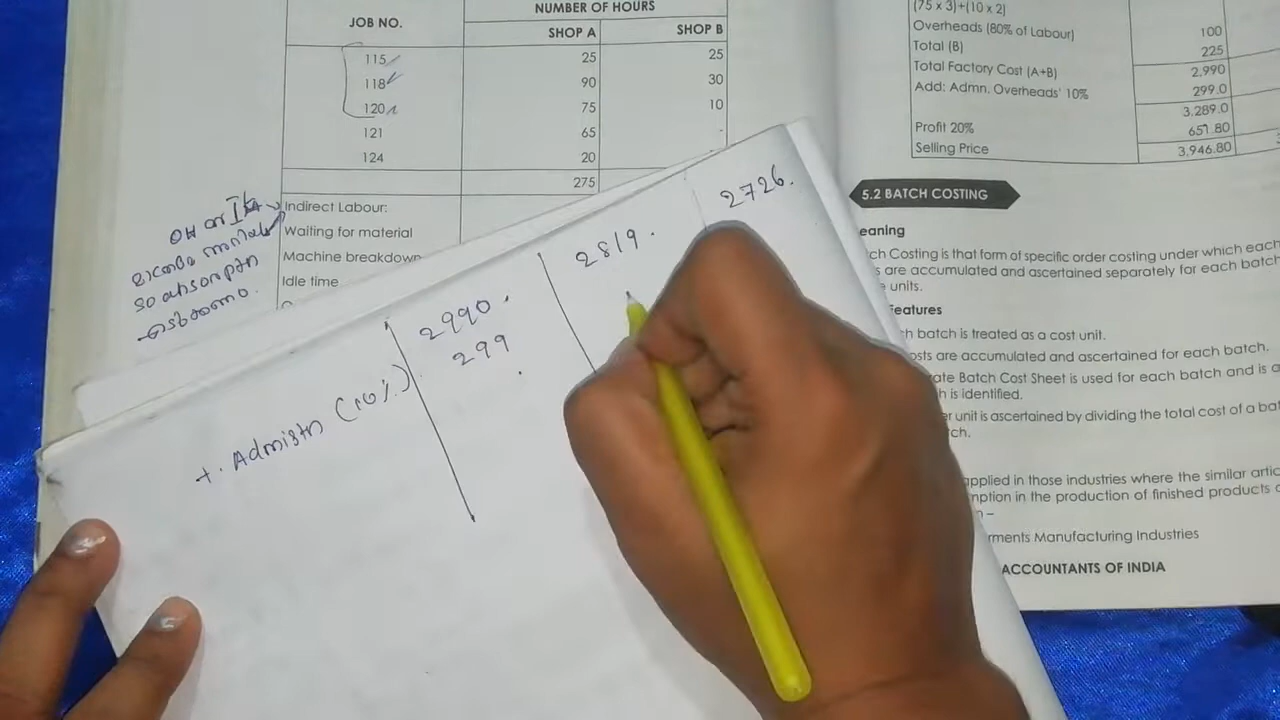 NUMBER OF HOURS
JOB NO.
SHOP A
SHOP B
115 25 25
118 90 30
120 75 10
121 65 -
124 20
275
Indirect Labour:
Waiting for material
Machine breakdown
Idle time
OH or
so absorptn
(75 x 3)+(10 x 2)
Overheads (80% of Labour) 100
Total (B) 225
Total Factory Cost (A+B) 2,990
Add: Admn. Overheads' 10% 299.0
3,289.0
Profit 20% 657.80
Selling Price 3,946.80
5.2 BATCH COSTING
eaning
ch Costing is that form of specific order costing under which each
s are accumulated and ascertained separately for each batch
e units.
eatures
h batch is treated as a cost unit.
osts are accumulated and ascertained for each batch.
ate Batch Cost Sheet is used for each batch and is a
h is identified.
er unit is ascertained by dividing the total cost of a bat
tch.
applied in those industries where the similar artic
mption in the production of finished products a
n –
rments Manufacturing Industries
ACCOUNTANTS OF INDIA
2990. 2819. 2726.
+. Admistn (10%) 299